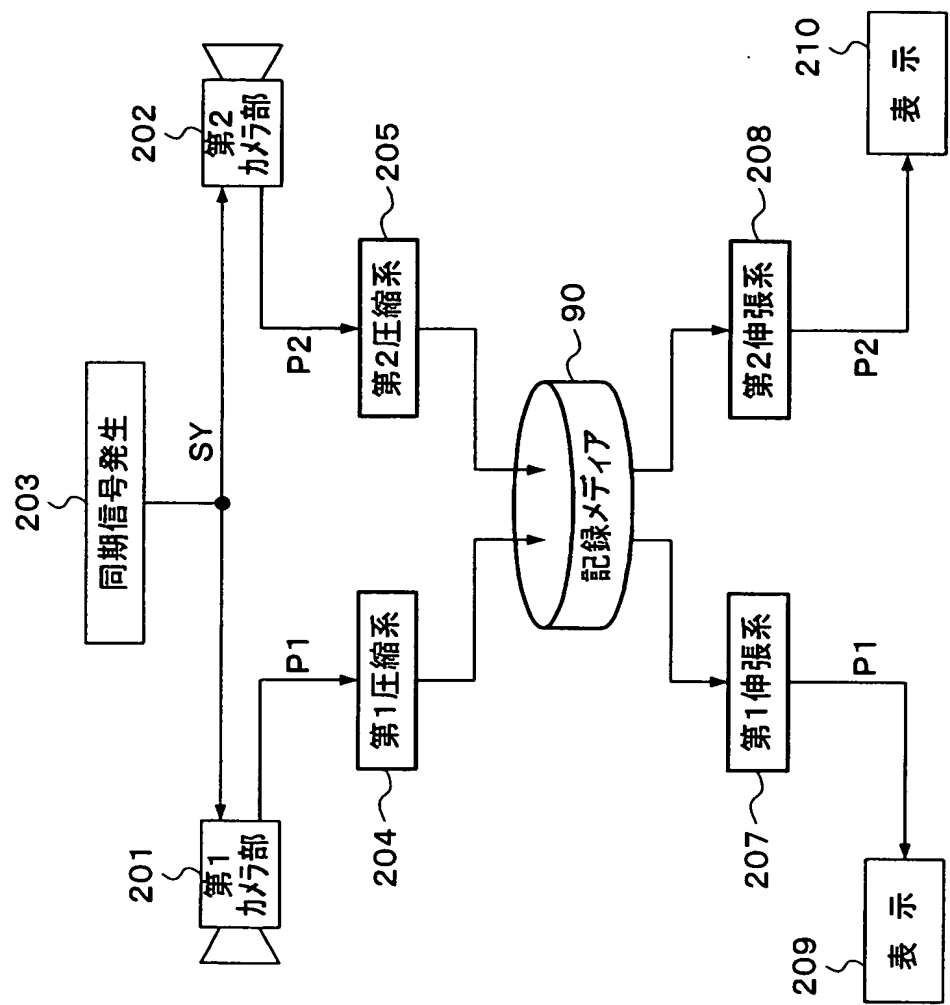 203
同期信号発生
201
第1
カメラ部
SY
202
第2
カメラ部
P1
P2
204
第1圧縮系
第2圧縮系
205
90
記録メディア
207
第1伸張系
第2伸張系
208
P1
P2
209
表示
210
表示